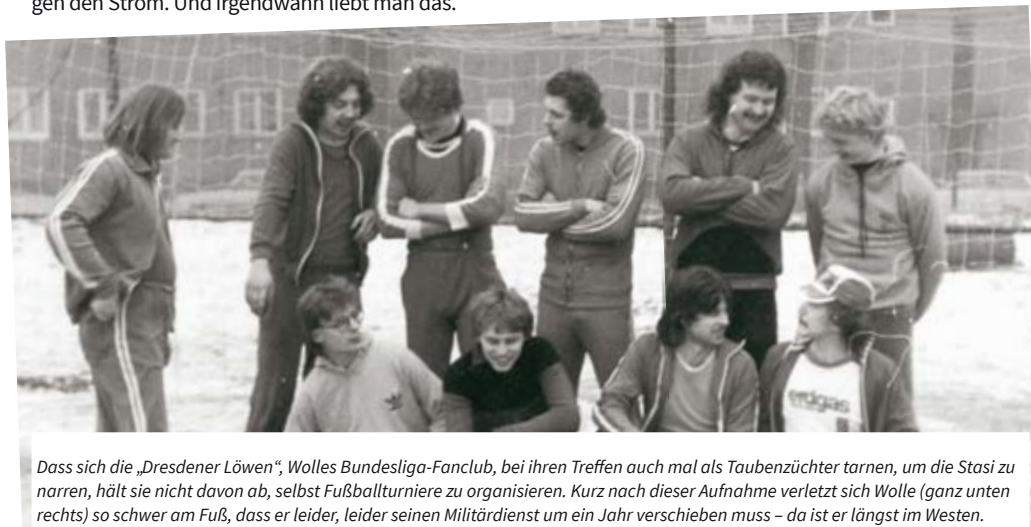 gen den Strom. Und irgendwann liebt man das.
erdgas
Dass sich die „Dresdener Löwen“, Wolles Bundesliga-Fanclub, bei ihren Treffen auch mal als Taubenzüchter tarnen, um die Stasi zu
narren, hält sie nicht davon ab, selbst Fußballturniere zu organisieren. Kurz nach dieser Aufnahme verletzt sich Wolle (ganz unten
rechts) so schwer am Fuß, dass er leider, leider seinen Militärdienst um ein Jahr verschieben muss – da ist er längst im Westen.